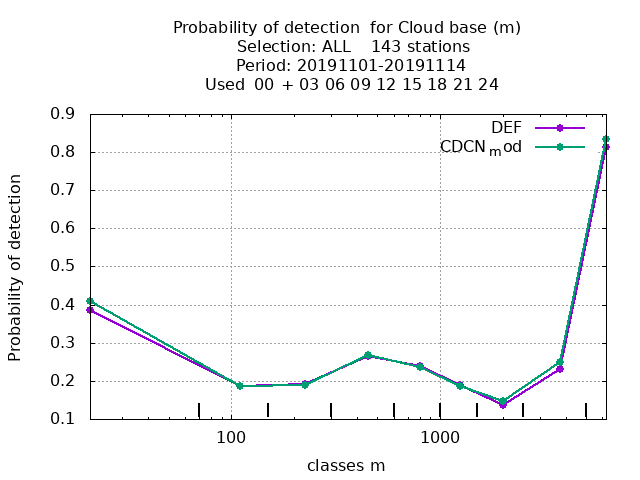 Probability of detection  for Cloud base (m)
Selection: ALL    143 stations
Period: 20191101-20191114
Used  00 + 03 06 09 12 15 18 21 24
DEF
CDCNmod
0.9
0.8
0.7
0.6
0.5
0.4
0.3
0.2
0.1
Probability of detection
100
1000
classes m